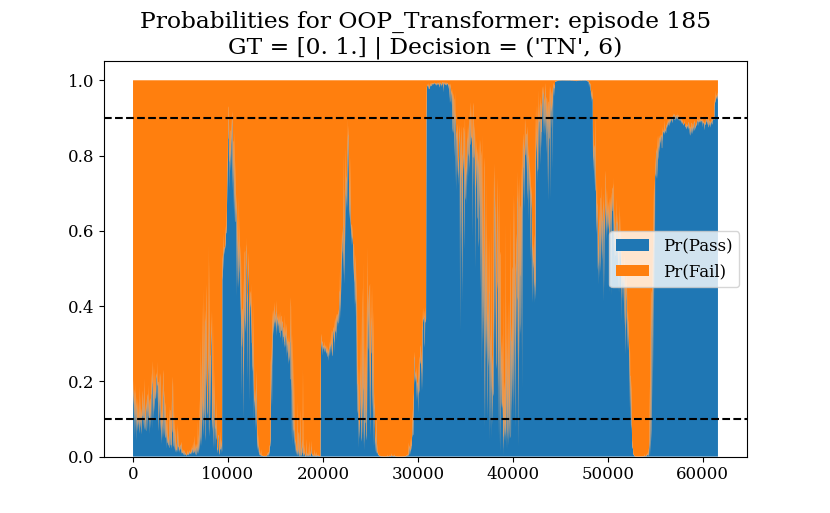 Probabilities for OOP_Transformer: episode 185
GT = [0. 1.] | Decision = ('TN', 6)
1.0
0.8
0.6
0.4
0.2
0.0
Pr(Pass)
Pr(Fail)
0 10000 20000 30000 40000 50000 60000